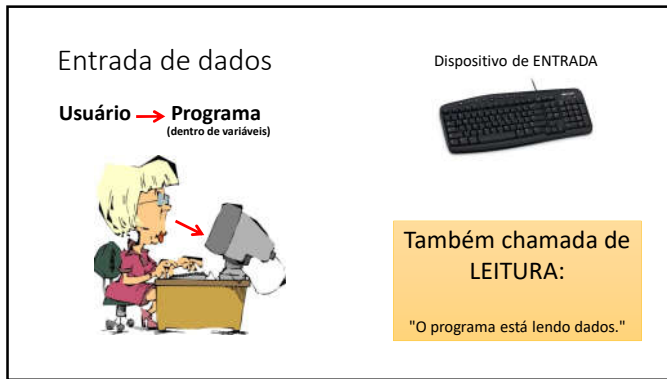 Entrada de dados
Usuário Programa
(dentro de variáveis)
Dispositivo de ENTRADA
Também chamada de
LEITURA:
"O programa está lendo dados."